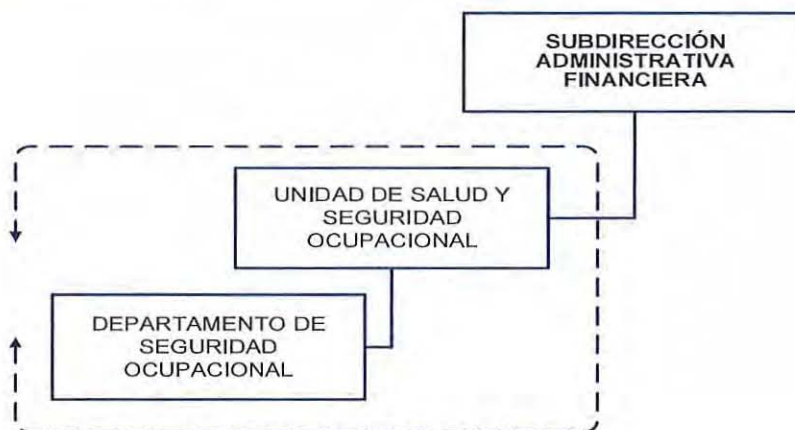 SUBDIRECCIÓN
ADMINISTRATIVA
FINANCIERA
UNIDAD DE SALUD Y
SEGURIDAD
OCUPACIONAL
DEPARTAMENTO DE
SEGURIDAD
OCUPACIONAL